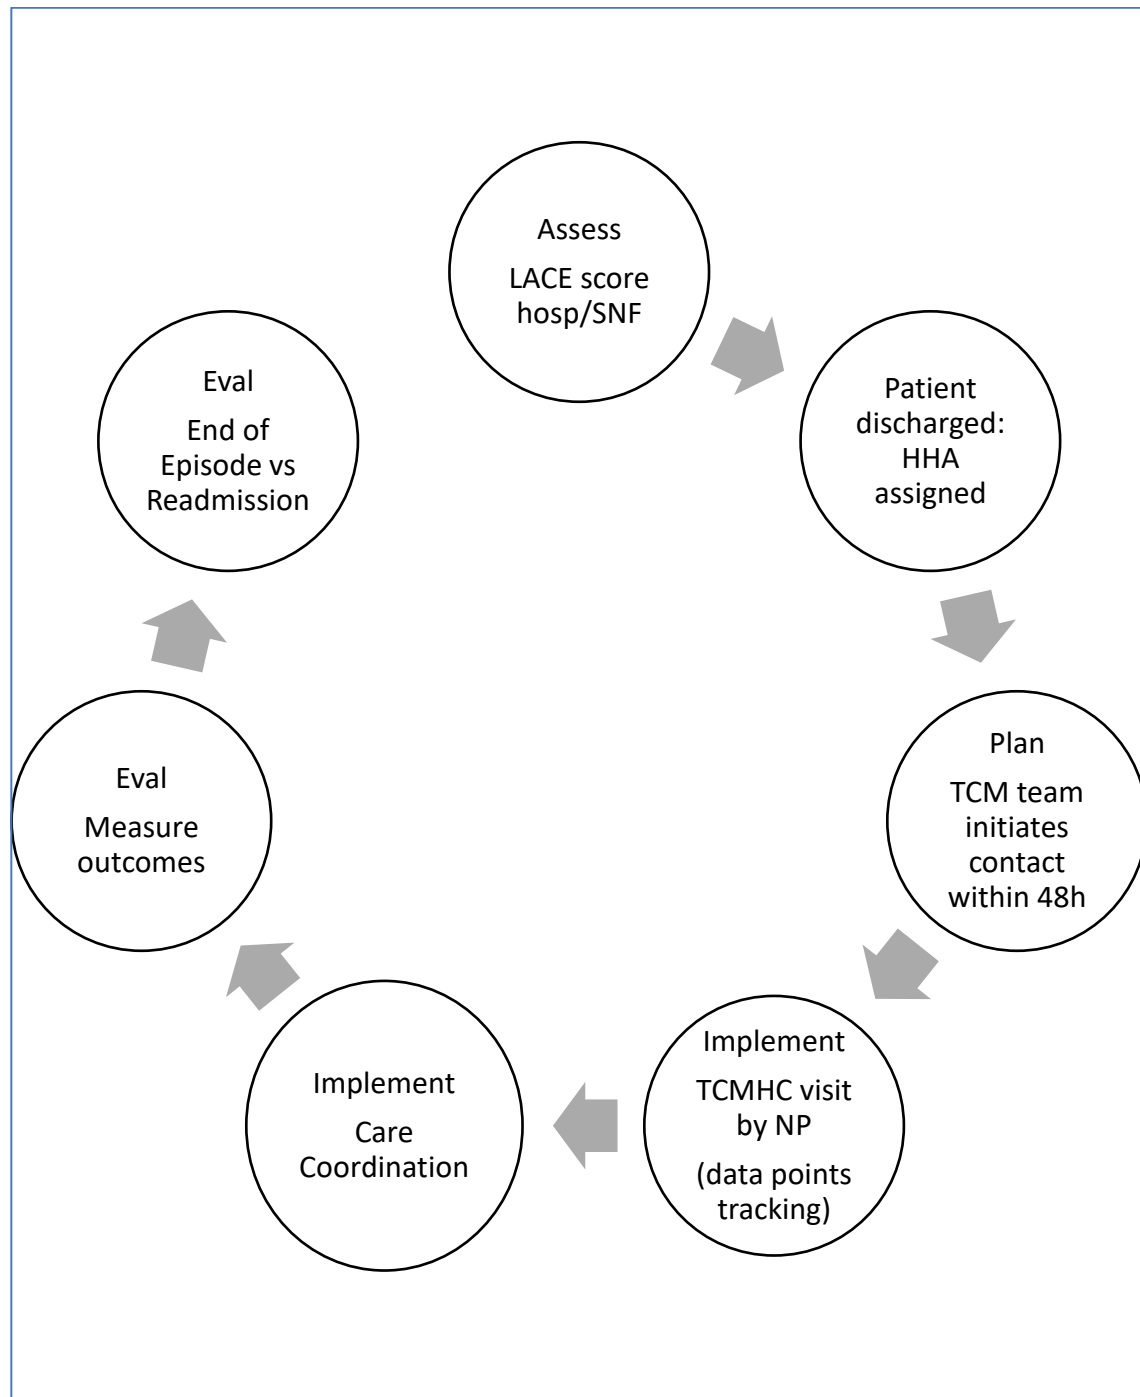 Assess
LACE score
hosp/SNF
Patient
discharged:
HHA
assigned
Plan
TCM team
initiates
contact
within 48h
Implement
TCMHC visit
by NP
(data points
tracking)
Implement
Care
Coordination
Eval
Measure
outcomes
Eval
End of
Episode vs
Readmission